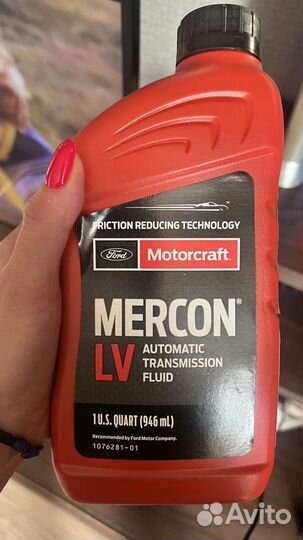 FRICTION REDUCING TECHNOLOGY
Ford Motorcraft
MERCON®
LV AUTOMATIC
TRANSMISSION
FLUID
1 U.S. QUART (946 mL)
Recommended by Ford Motor Company.
1076281-01
Avito